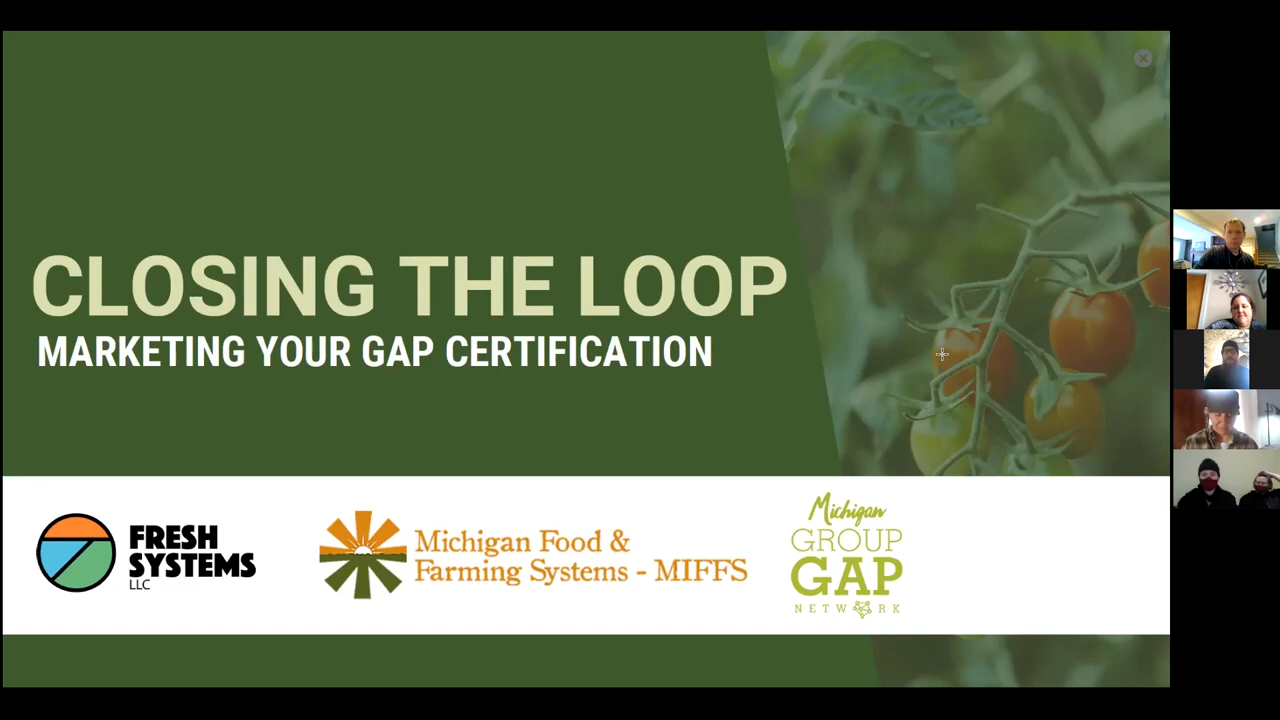 CLOSING THE LOOP
MARKETING YOUR GAP CERTIFICATION
FRESH
SYSTEMS
LLC
Michigan Food &
Farming Systems - MIFFS
Michigan
GROUP
GAP
NETWORK